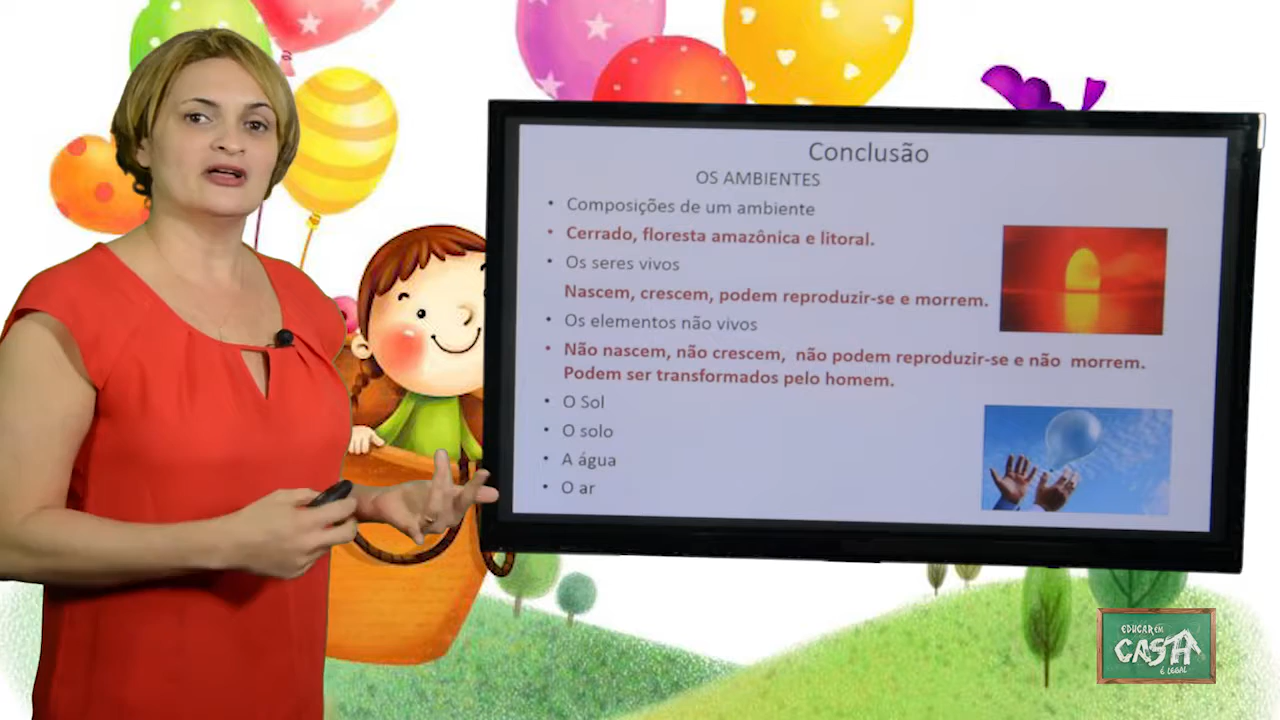 Conclusão
OS AMBIENTES
• Composições de um ambiente
• Cerrado, floresta amazônica e litoral.
• Os seres vivos
Nascem, crescem, podem reproduzir-se e morrem.
• Os elementos não vivos
• Não nascem, não crescem, não podem reproduzir-se e não morrem.
Podem ser transformados pelo homem.
• O Sol
• O solo
• A água
• O ar
EDUCAR EM
CASA
É LEGAL